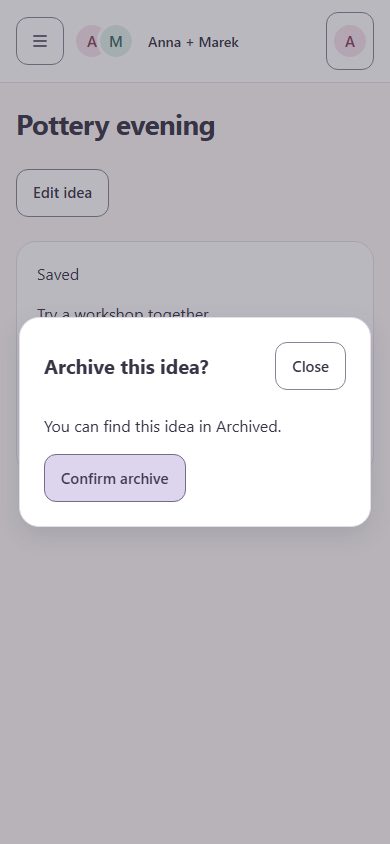 A M Anna + Marek A
Pottery evening
Edit idea
Saved
Try a workshop together
Archive this idea? Close
You can find this idea in Archived.
Confirm archive